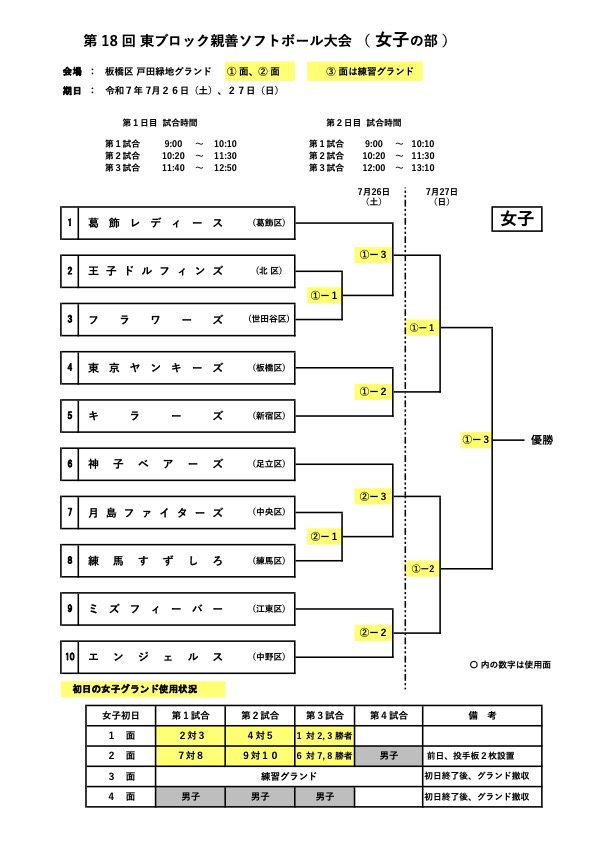 第 18 回 東ブロック親善ソフトボール大会 （ 女子の部 ）
会場 ： 板橋区 戸田緑地グランド ① 面、② 面 ③ 面は練習グランド
期日 ： 令和７年 7月２６日（土）、２７日（日）
第１日目 試合時間 第２日目 試合時間
第１試合 9:00 ～ 10:10 第１試合 9:00 ～ 10:10
第２試合 10:20 ～ 11:30 第２試合 10:20 ～ 11:30
第３試合 11:40 ～ 12:50 第３試合 12:00 ～ 13:10
7月26日 7月27日
（土） （日）
女子
1 葛飾レディース （葛飾区）
①ー３
2 王子ドルフィンズ （北 区）
①ー１
3 フラワーズ （世田谷区）
①ー1
4 東京ヤンキーズ （板橋区）
①ー２
5 キラーズ （新宿区）
①ー３ 優勝
6 神子ベアーズ （足立区）
②ー３
7 月島ファイターズ （中央区）
②ー１
8 練馬すずしろ （練馬区）
①ー2
9 ミズフィーバー （江東区）
②ー２
10 エンジェルス （中野区）
〇 内の数字は使用面
初日の女子グランド使用状況
女子初日 第１試合 第２試合 第３試合 第４試合 備 考
１ 面 ２対３ ４対５ 1 対 2, 3 勝者
２ 面 ７対８ ９対１０ 6 対 7, 8 勝者 男子 前日、投手板２枚設置
３ 面 練習グランド 初日終了後、グランド撤収
４ 面 男子 男子 男子 初日終了後、グランド撤収